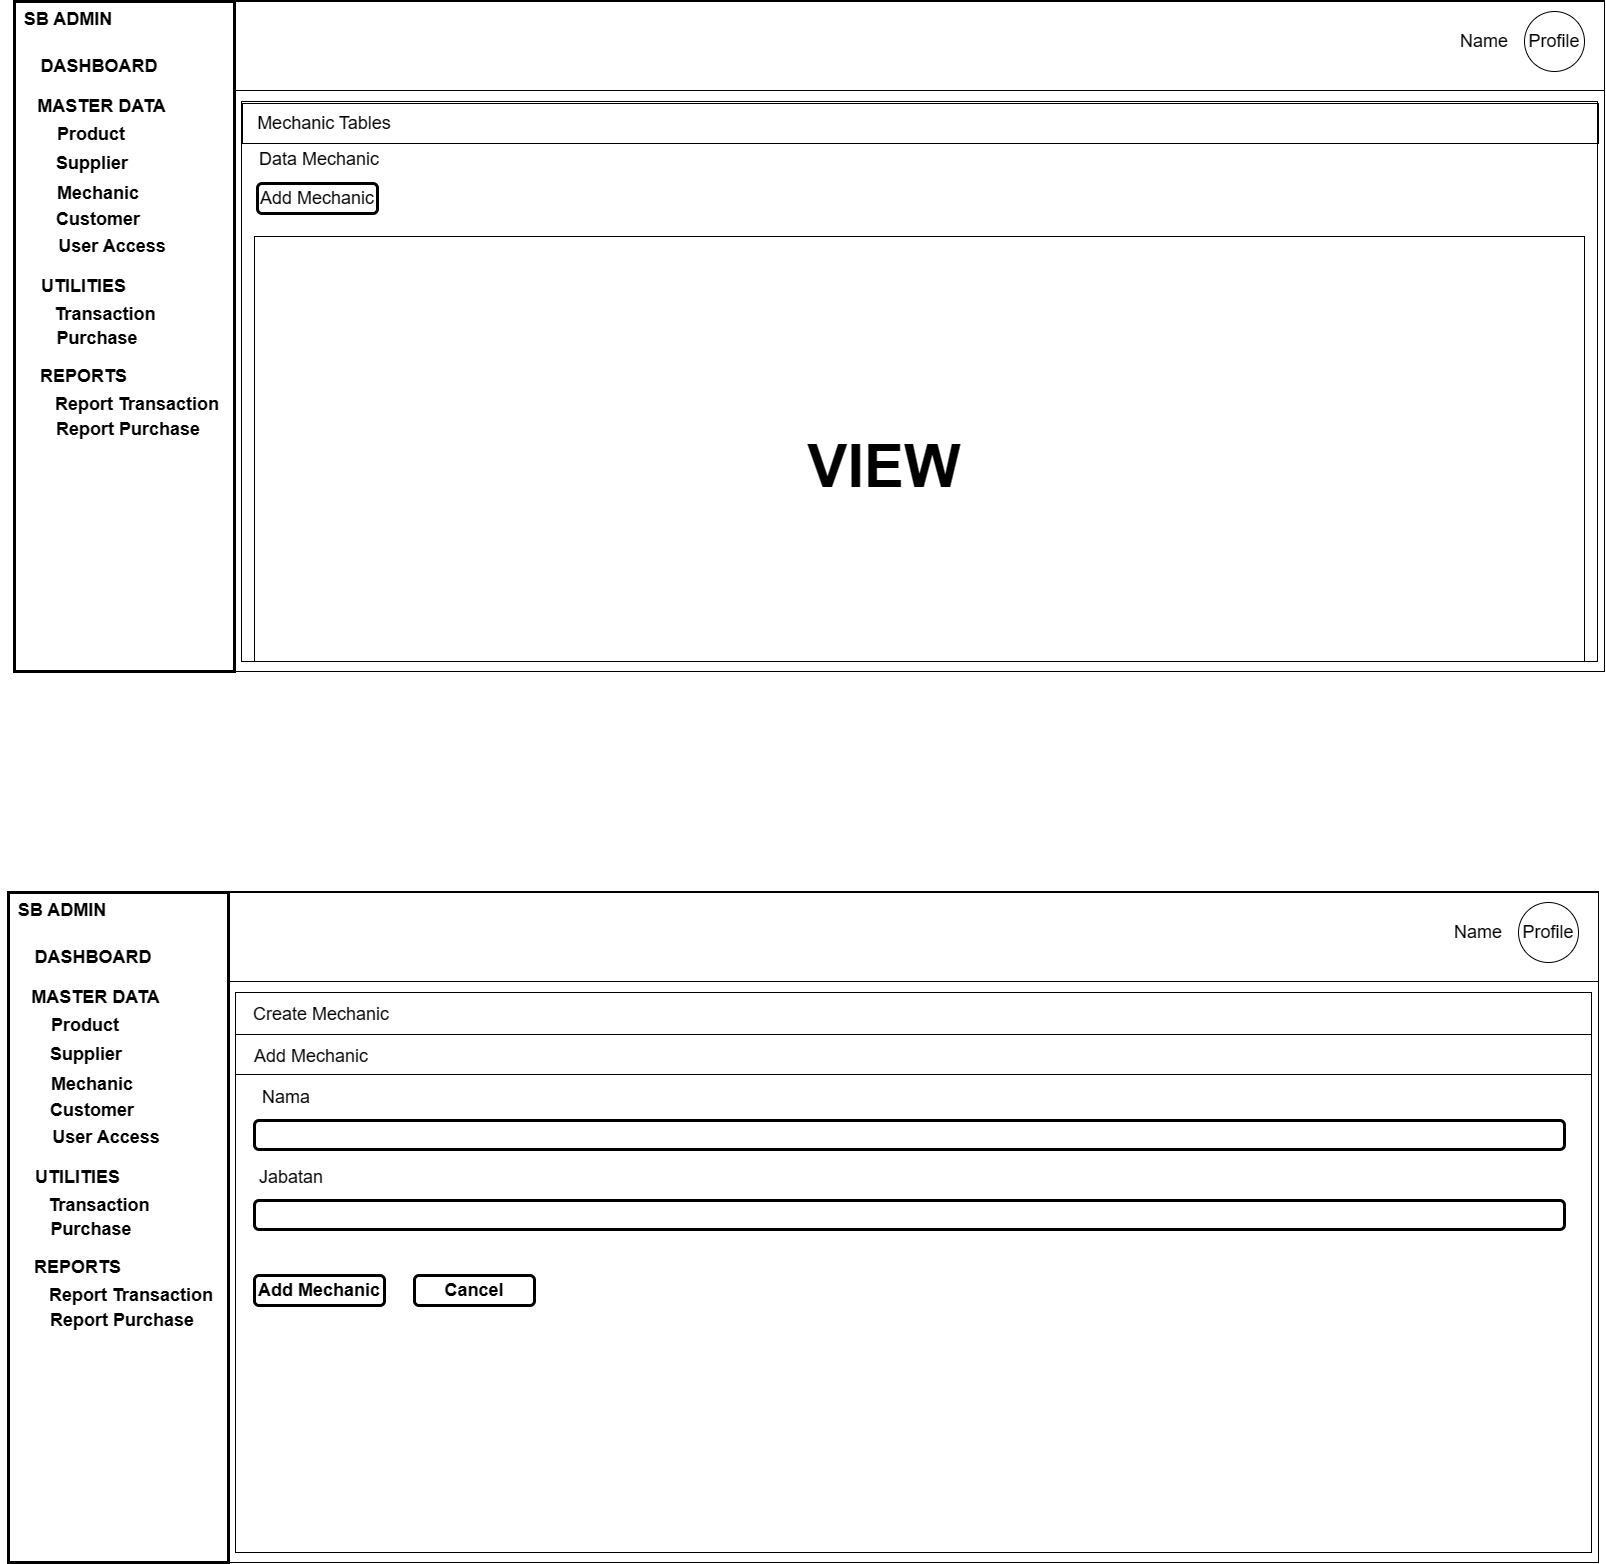 SB ADMIN
DASHBOARD
MASTER DATA
Product
Supplier
Mechanic
Customer
User Access
UTILITIES
Transaction
Purchase
REPORTS
Report Transaction
Report Purchase
Name
Profile
Mechanic Tables
Data Mechanic
Add Mechanic
VIEW
SB ADMIN
DASHBOARD
MASTER DATA
Product
Supplier
Mechanic
Customer
User Access
UTILITIES
Transaction
Purchase
REPORTS
Report Transaction
Report Purchase
Name
Profile
Create Mechanic
Add Mechanic
Nama
Jabatan
Add Mechanic
Cancel